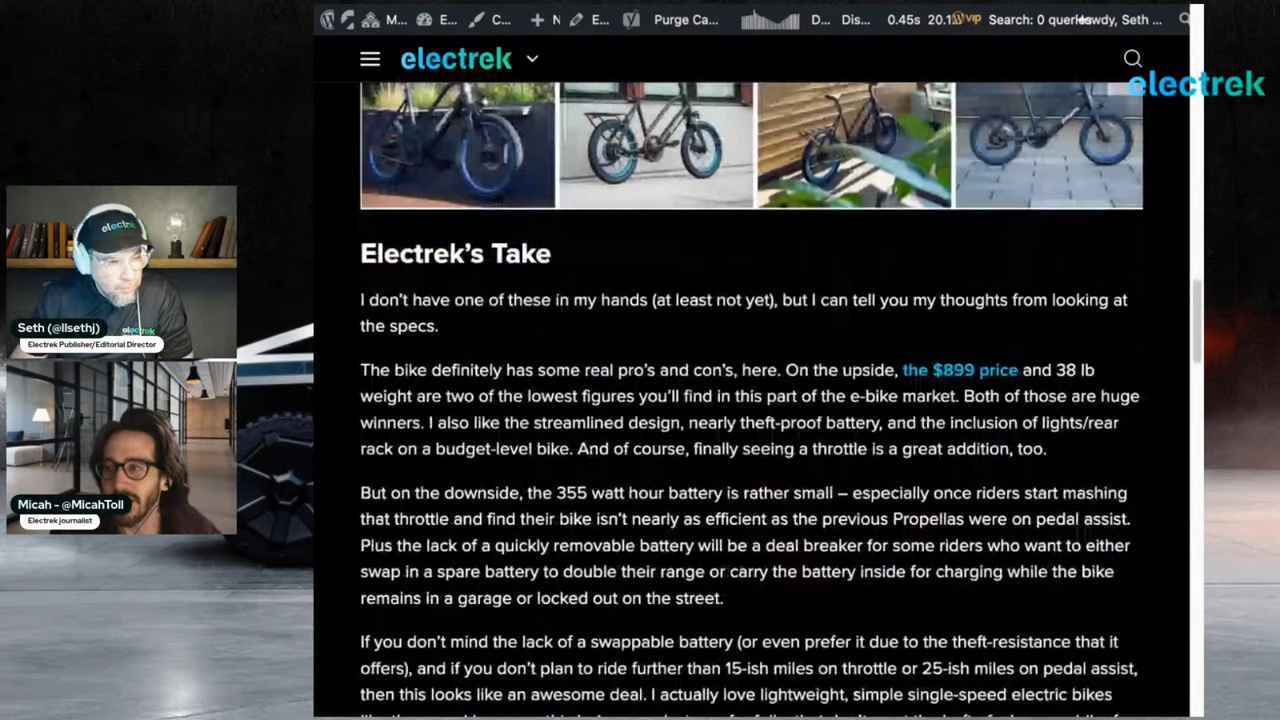 M...
E...
C...
N
E...
Purge Ca...
D...
Dis...
0.45s
vip
Search: 0 queries
Seth ...
electrek
electrek
electrek
Seth (@llsethj)
Electrek Publisher/Editorial Director
Micah - @MicahToll
Electrek journalist
Electrek's Take
I don't have one of these in my hands (at least not yet), but I can tell you my thoughts from looking at
the specs.
The bike definitely has some real pro's and con's, here. On the upside, the $899 price and 38 lb
weight are two of the lowest figures you'll find in this part of the e-bike market. Both of those are huge
winners. I also like the streamlined design, nearly theft-proof battery, and the inclusion of lights/rear
rack on a budget-level bike. And of course, finally seeing a throttle is a great addition, too.
But on the downside, the 355 watt hour battery is rather small – especially once riders start mashing
that throttle and find their bike isn't nearly as efficient as the previous Propellas were on pedal assist.
Plus the lack of a quickly removable battery will be a deal breaker for some riders who want to either
swap in a spare battery to double their range or carry the battery inside for charging while the bike
remains in a garage or locked out on the street.
If you don't mind the lack of a swappable battery (or even prefer it due to the theft-resistance that it
offers), and if you don't plan to ride further than 15-ish miles on throttle or 25-ish miles on pedal assist,
then this looks like an awesome deal. I actually love lightweight, simple single-speed electric bikes